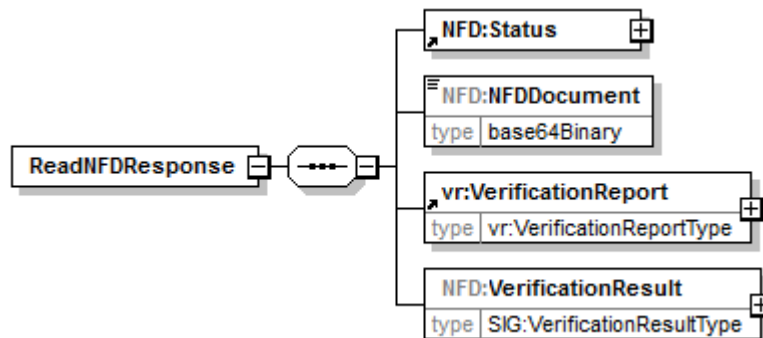 NFD:Status
NFD:NFDDocument
type base64Binary
ReadNFDResponse
vr:VerificationReport
type vr:VerificationReportType
NFD:VerificationResult
type SIG:VerificationResultType